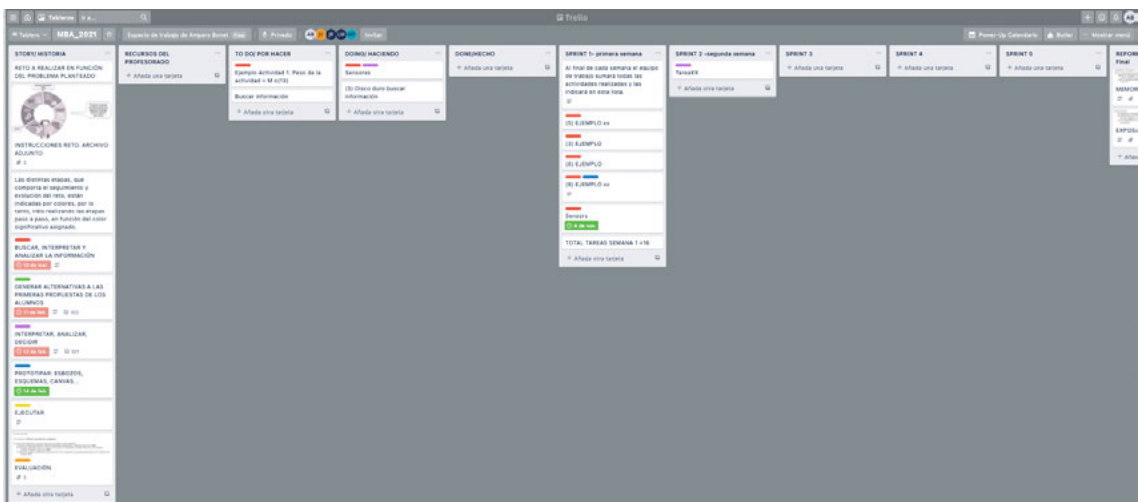 Tableros
Trello
Tablero
MBA_2021
Espacio de trabajo de Amparo Bonet
Free
Privado
Invitar
Power-Up Calendario
Butler
Mostrar menú
STORY/ HISTORIA
RETO A REALIZAR EN FUNCIÓN
DEL PROBLEMA PLANTEADO
INSTRUCCIONES RETO. ARCHIVO
ADJUNTO
2
Las distintas etapas, que
comporta el seguimiento y
evolución del reto, están
indicadas por colores, por lo
tanto, iréis realizando las etapas
paso a paso, en función del color
significativo asignado.
BUSCAR, INTERPRETAR Y
ANALIZAR LA INFORMACIÓN
GENERAR ALTERNATIVAS A LAS
PRIMERAS PROPUESTAS DE LOS
ALUMNOS
INTERPRETAR, ANALIZAR,
DECIDIR
PROTOTIPAR: ESBOZOS,
ESQUEMAS, CANVAS...
EJECUTAR
EVALUACIÓN
+ Añada otra tarjeta
RECURSOS DEL
PROFESORADO
+ Añada una tarjeta
TO DO/ POR HACER
Ejemplo Actividad 1. Peso de la
actividad = M o(13)
Buscar información
+ Añada otra tarjeta
DOING/ HACIENDO
Sensores
(5) Disco duro buscar
información
+ Añada otra tarjeta
DONE/HECHO
+ Añada una tarjeta
SPRINT 1- primera semana
Al final de cada semana el equipo
de trabajo sumará todas las
actividades realizadas y las
indicará en esta lista.
(5) EJEMPLO xx
(3) EJEMPLO
(8) EJEMPLO
(8) EJEMPLO xx
Sensors
TOTAL TAREAS SEMANA 1 =16
+ Añada otra tarjeta
SPRINT 2 -segunda semana
TareaXX
+ Añada otra tarjeta
SPRINT 3
+ Añada una tarjeta
SPRINT 4
+ Añada una tarjeta
SPRINT 5
+ Añada una tarjeta
Final